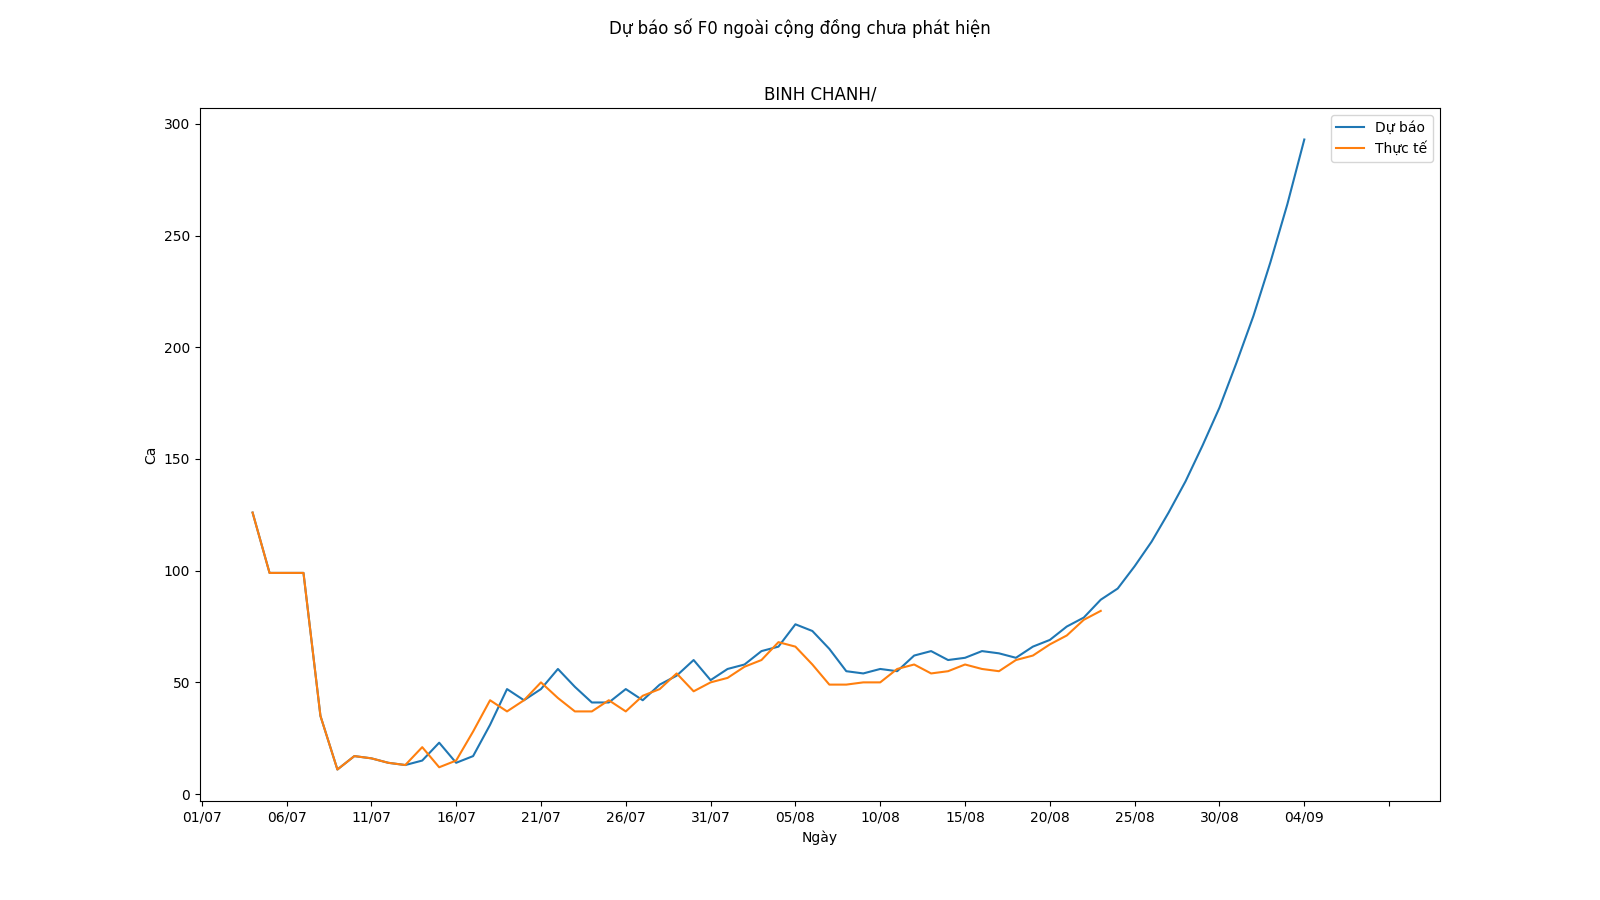 Dự báo số F0 ngoài cộng đồng chưa phát hiện
BINH CHANH/
Dự báo
Thực tế
Ca
300
250
200
150
100
50
0
01/07 06/07 11/07 16/07 21/07 26/07 31/07 05/08 10/08 15/08 20/08 25/08 30/08 04/09
Ngày